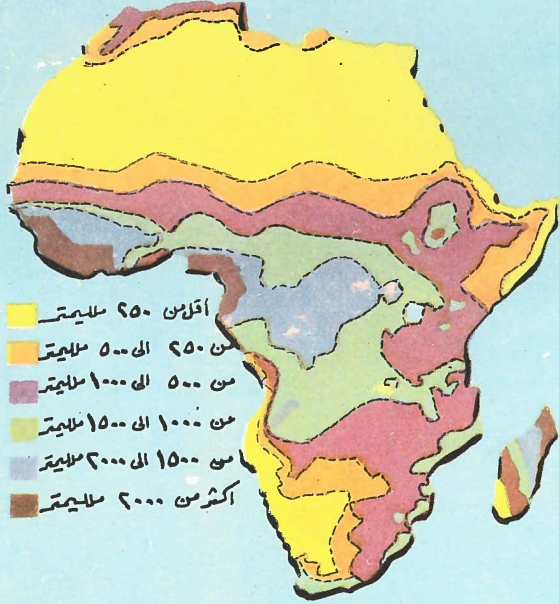 أقل من ٢٥٠ ملليمتر
من ٢٥٠ الى ٥٠٠ ملليمتر
من ٥٠٠ الى ١٠٠٠ ملليمتر
من ١٠٠٠ الى ١٥٠٠ ملليمتر
من ١٥٠٠ الى ٢٠٠٠ ملليمتر
اكثر من ٢٠٠٠ ملليمتر